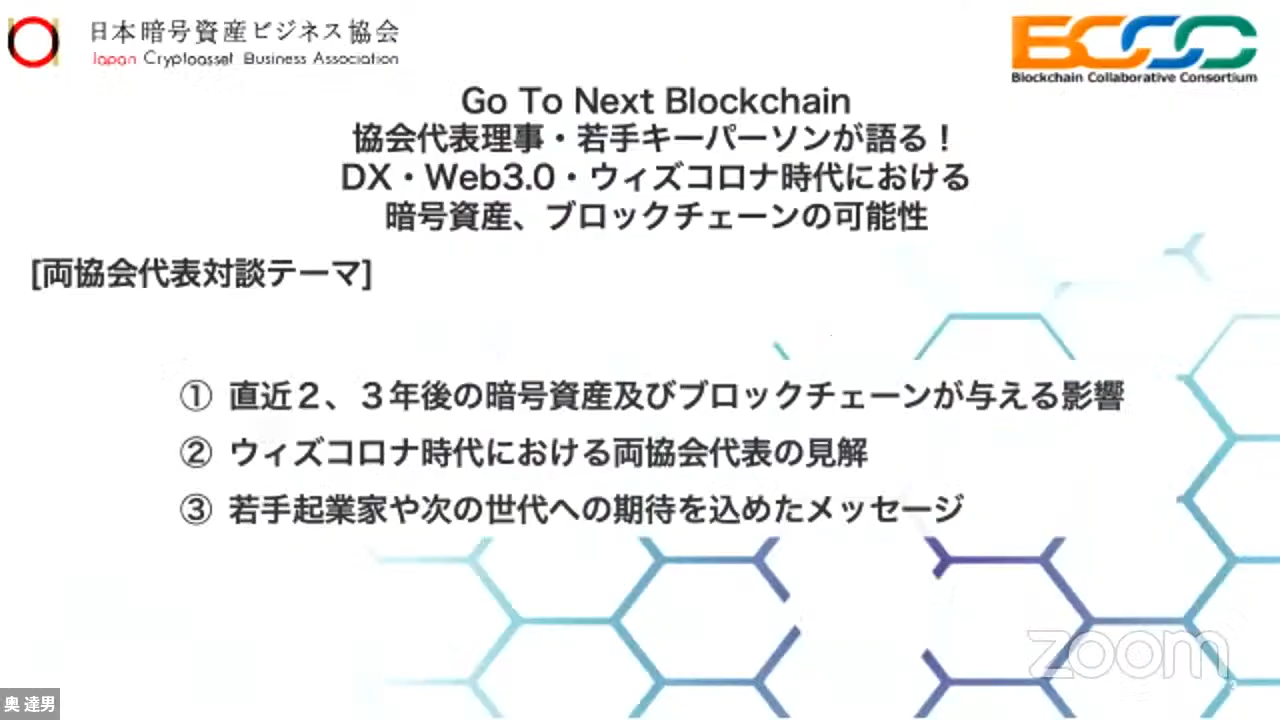 日本暗号資産ビジネス協会
Japan Cryptoasset Business Association
BCCC
Blockchain Collaborative Consortium
Go To Next Blockchain
協会代表理事・若手キーパーソンが語る！
DX・Web3.0・ウィズコロナ時代における
暗号資産、ブロックチェーンの可能性
[両協会代表対談テーマ]
① 直近２、３年後の暗号資産及びブロックチェーンが与える影響
② ウィズコロナ時代における両協会代表の見解
③ 若手起業家や次の世代への期待を込めたメッセージ
zoom
3
奥 達男